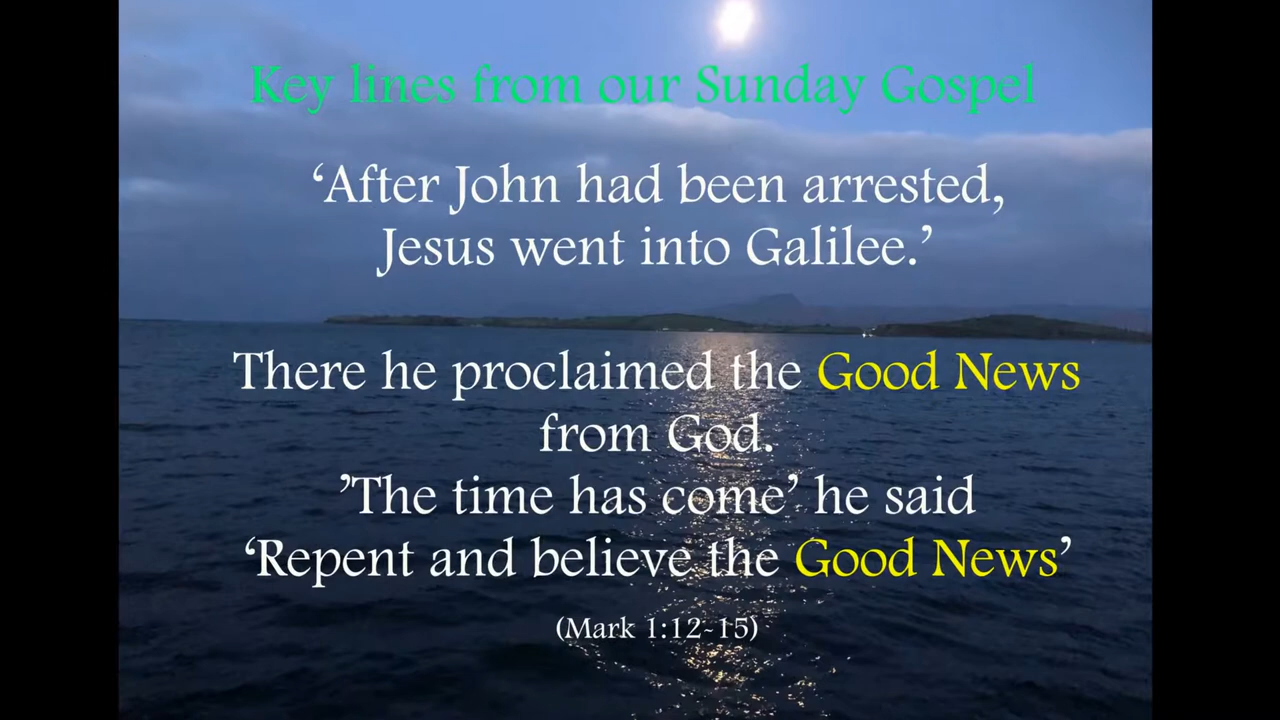 Key lines from our Sunday Gospel
‘After John had been arrested,
Jesus went into Galilee.’
There he proclaimed the Good News
from God.
’The time has come’ he said
‘Repent and believe the Good News’
(Mark 1:12-15)